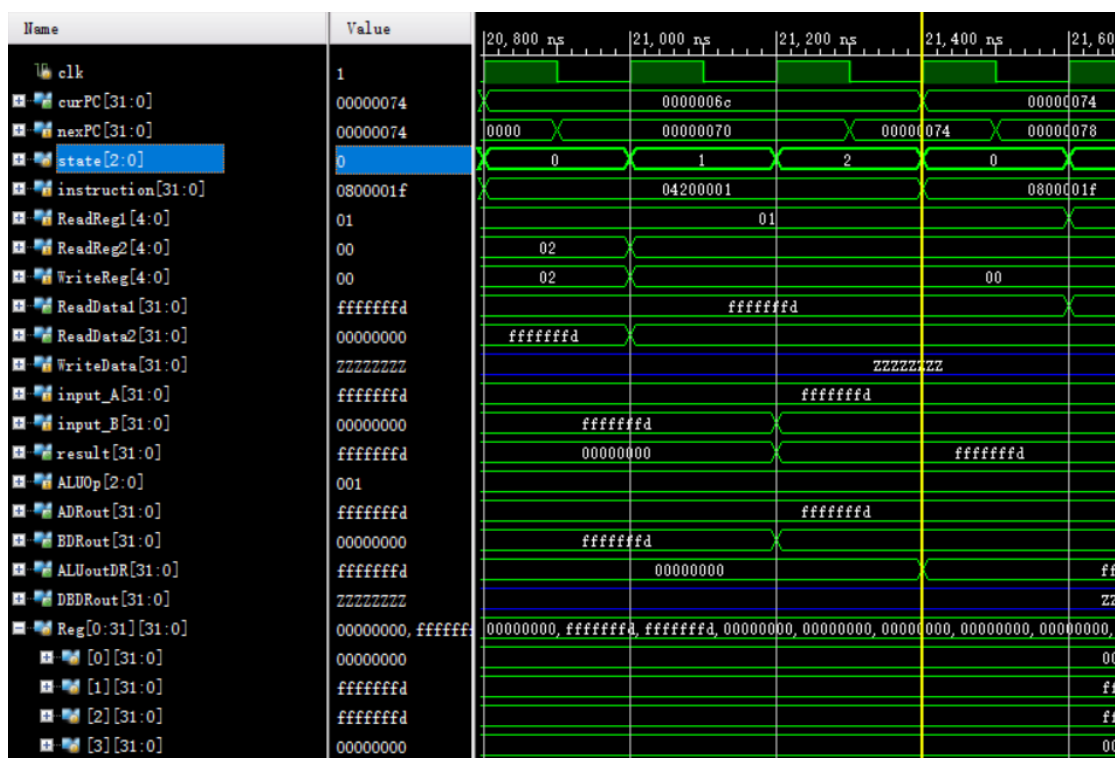 Name Value 20,800 ns 21,000 ns 21,200 ns 21,400 ns 21,60
clk 1
curPC[31:0] 00000074 0000006c 00000074
nexPC[31:0] 00000074 0000 00000070 00000074 00000078
state[2:0] 0 0 1 2 0
instruction[31:0] 0800001f 04200001 0800001f
ReadReg1[4:0] 01 01
ReadReg2[4:0] 00 02
WriteReg[4:0] 00 02 00
ReadData1[31:0] fffffffd fffffffd
ReadData2[31:0] 00000000 fffffffd
WriteData[31:0] ZZZZZZZZ ZZZZZZZZ
input_A[31:0] fffffffd fffffffd
input_B[31:0] 00000000 fffffffd
result[31:0] fffffffd 00000000 fffffffd
ALUOp[2:0] 001
ADRout[31:0] fffffffd fffffffd
BDRout[31:0] 00000000 fffffffd
ALUoutDR[31:0] fffffffd 00000000 ff
DBDRout[31:0] ZZZZZZZZ ZZ
Reg[0:31][31:0] 00000000, ffffff 00000000, fffffffd, fffffffd, 00000000, 00000000, 00000000, 00000000, 00000000,
[0][31:0] 00000000 00
[1][31:0] fffffffd ff
[2][31:0] fffffffd ff
[3][31:0] 00000000 00